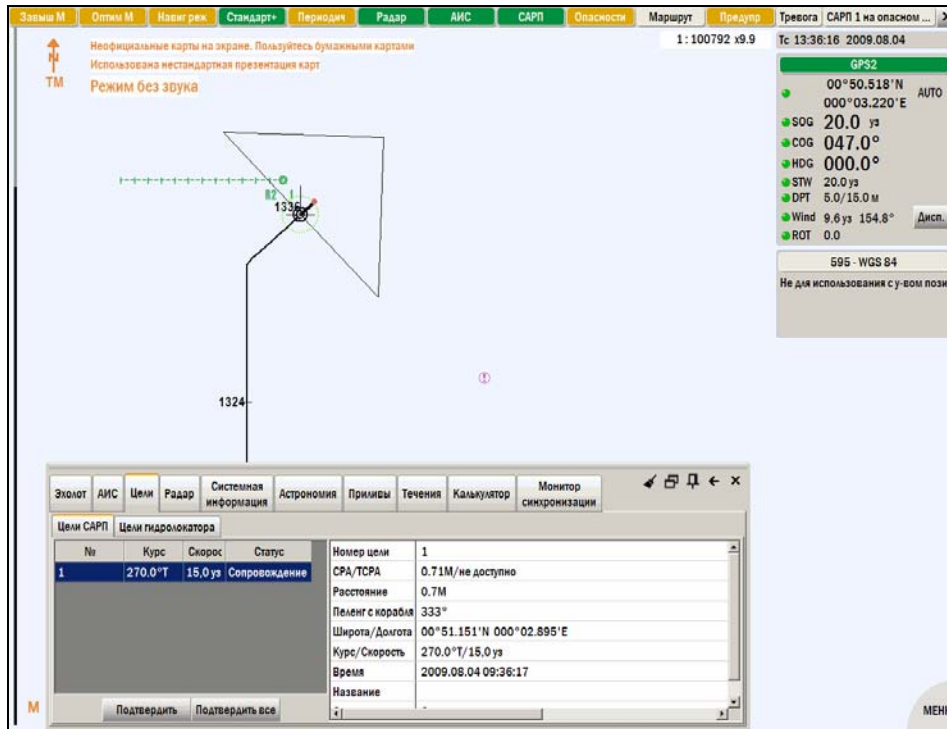 Завыш М Оптим М Навиг реж Стандарт+ Периодич Радар АИС САРП Опасности Маршрут Предупр Тревога САРП 1 на опасном ...
Неофициальные карты на экране. Пользуйтесь бумажными картами
Использована нестандартная презентация карт
Режим без звука
N
ТМ
1:100792 x9.9
Тс 13:36:16 2009.08.04
GPS2
00°50.518'N
000°03.220'E
AUTO
SOG 20.0 уз
COG 047.0°
HDG 000.0°
STW 20.0 уз
DPT 5.0/15.0 м
Wind 9.6 уз 154.8° Дисп.
ROT 0.0
595 - WGS 84
Не для использования с у-вом пози
R2 1
1336
1324
Эхолот АИС Цели Радар Системная информация Астрономия Приливы Течения Калькулятор Монитор синхронизации
Цели САРП Цели гидролокатора
№ Курс Скорос Статус
1 270.0°T 15,0 уз Сопровождение
Номер цели 1
CPA/TCPA 0.71M/не доступно
Расстояние 0.7M
Пеленг с корабля 333°
Широта/Долгота 00°51.151'N 000°02.895'E
Курс/Скорость 270.0°T/15,0 уз
Время 2009.08.04 09:36:17
Название
Подтвердить Подтвердить все
М
МЕНЮ